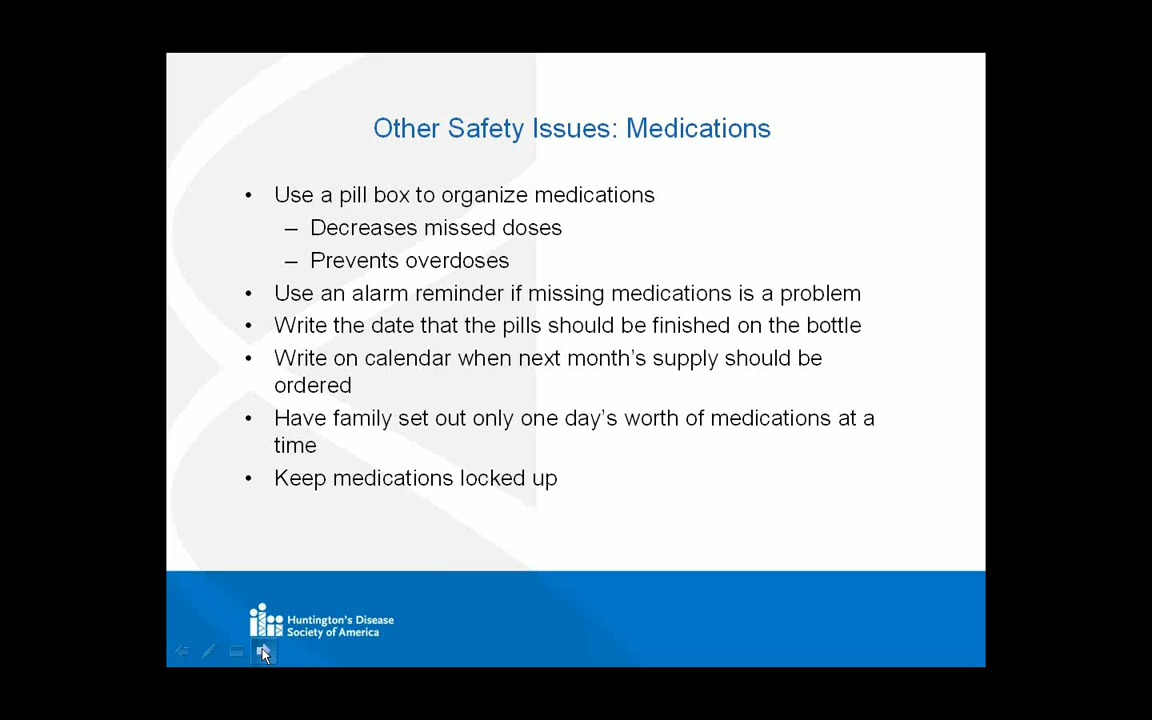 Other Safety Issues: Medications
• Use a pill box to organize medications
– Decreases missed doses
– Prevents overdoses
• Use an alarm reminder if missing medications is a problem
• Write the date that the pills should be finished on the bottle
• Write on calendar when next month's supply should be
ordered
• Have family set out only one day's worth of medications at a
time
• Keep medications locked up
Huntington's Disease
Society of America